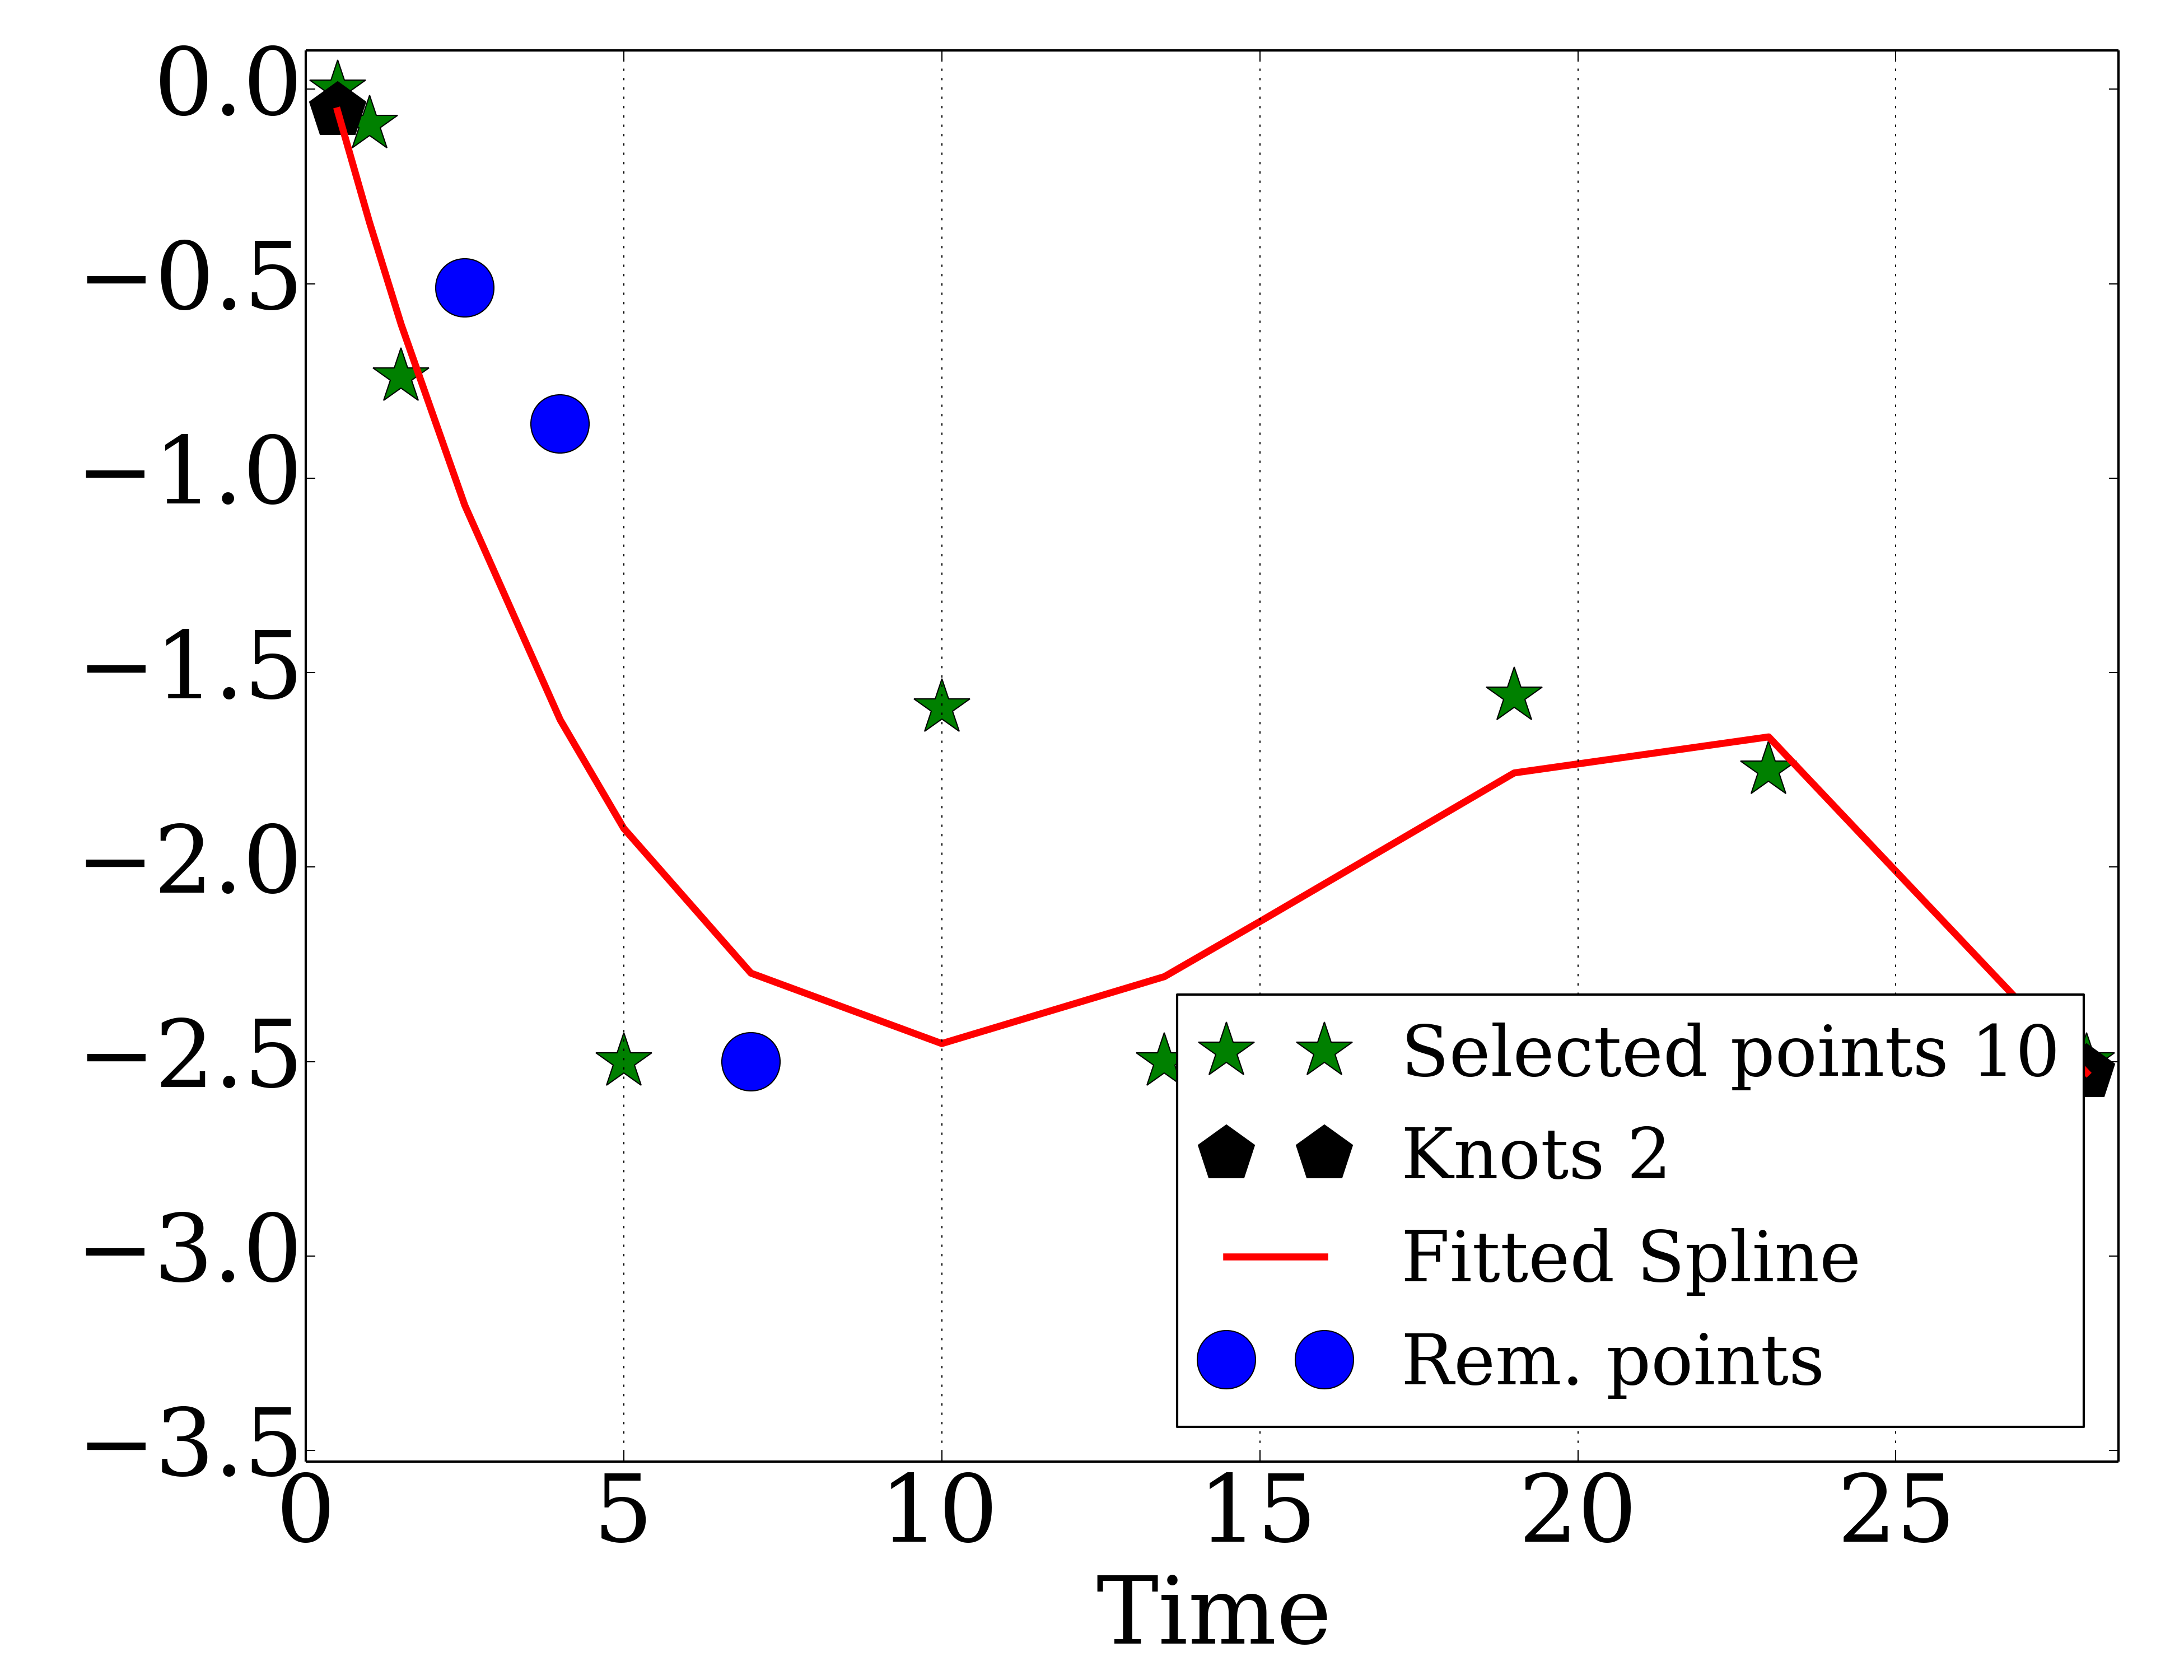 0.0
−0.5
−1.0
−1.5
−2.0
−2.5
−3.0
−3.5
0 5 10 15 20 25
Time
Selected points 10
Knots 2
Fitted Spline
Rem. points